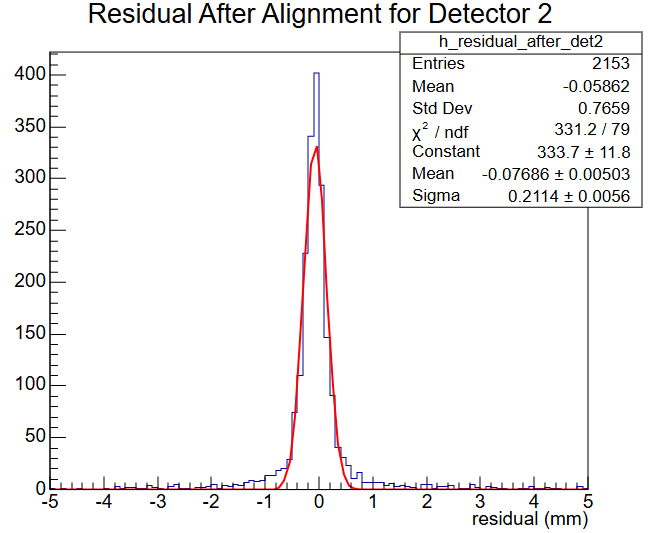 Residual After Alignment for Detector 2
h_residual_after_det2
Entries 2153
Mean -0.05862
Std Dev 0.7659
χ² / ndf 331.2 / 79
Constant 333.7 ± 11.8
Mean -0.07686 ± 0.00503
Sigma 0.2114 ± 0.0056
400
350
300
250
200
150
100
50
0
-5 -4 -3 -2 -1 0 1 2 3 4 5
residual (mm)